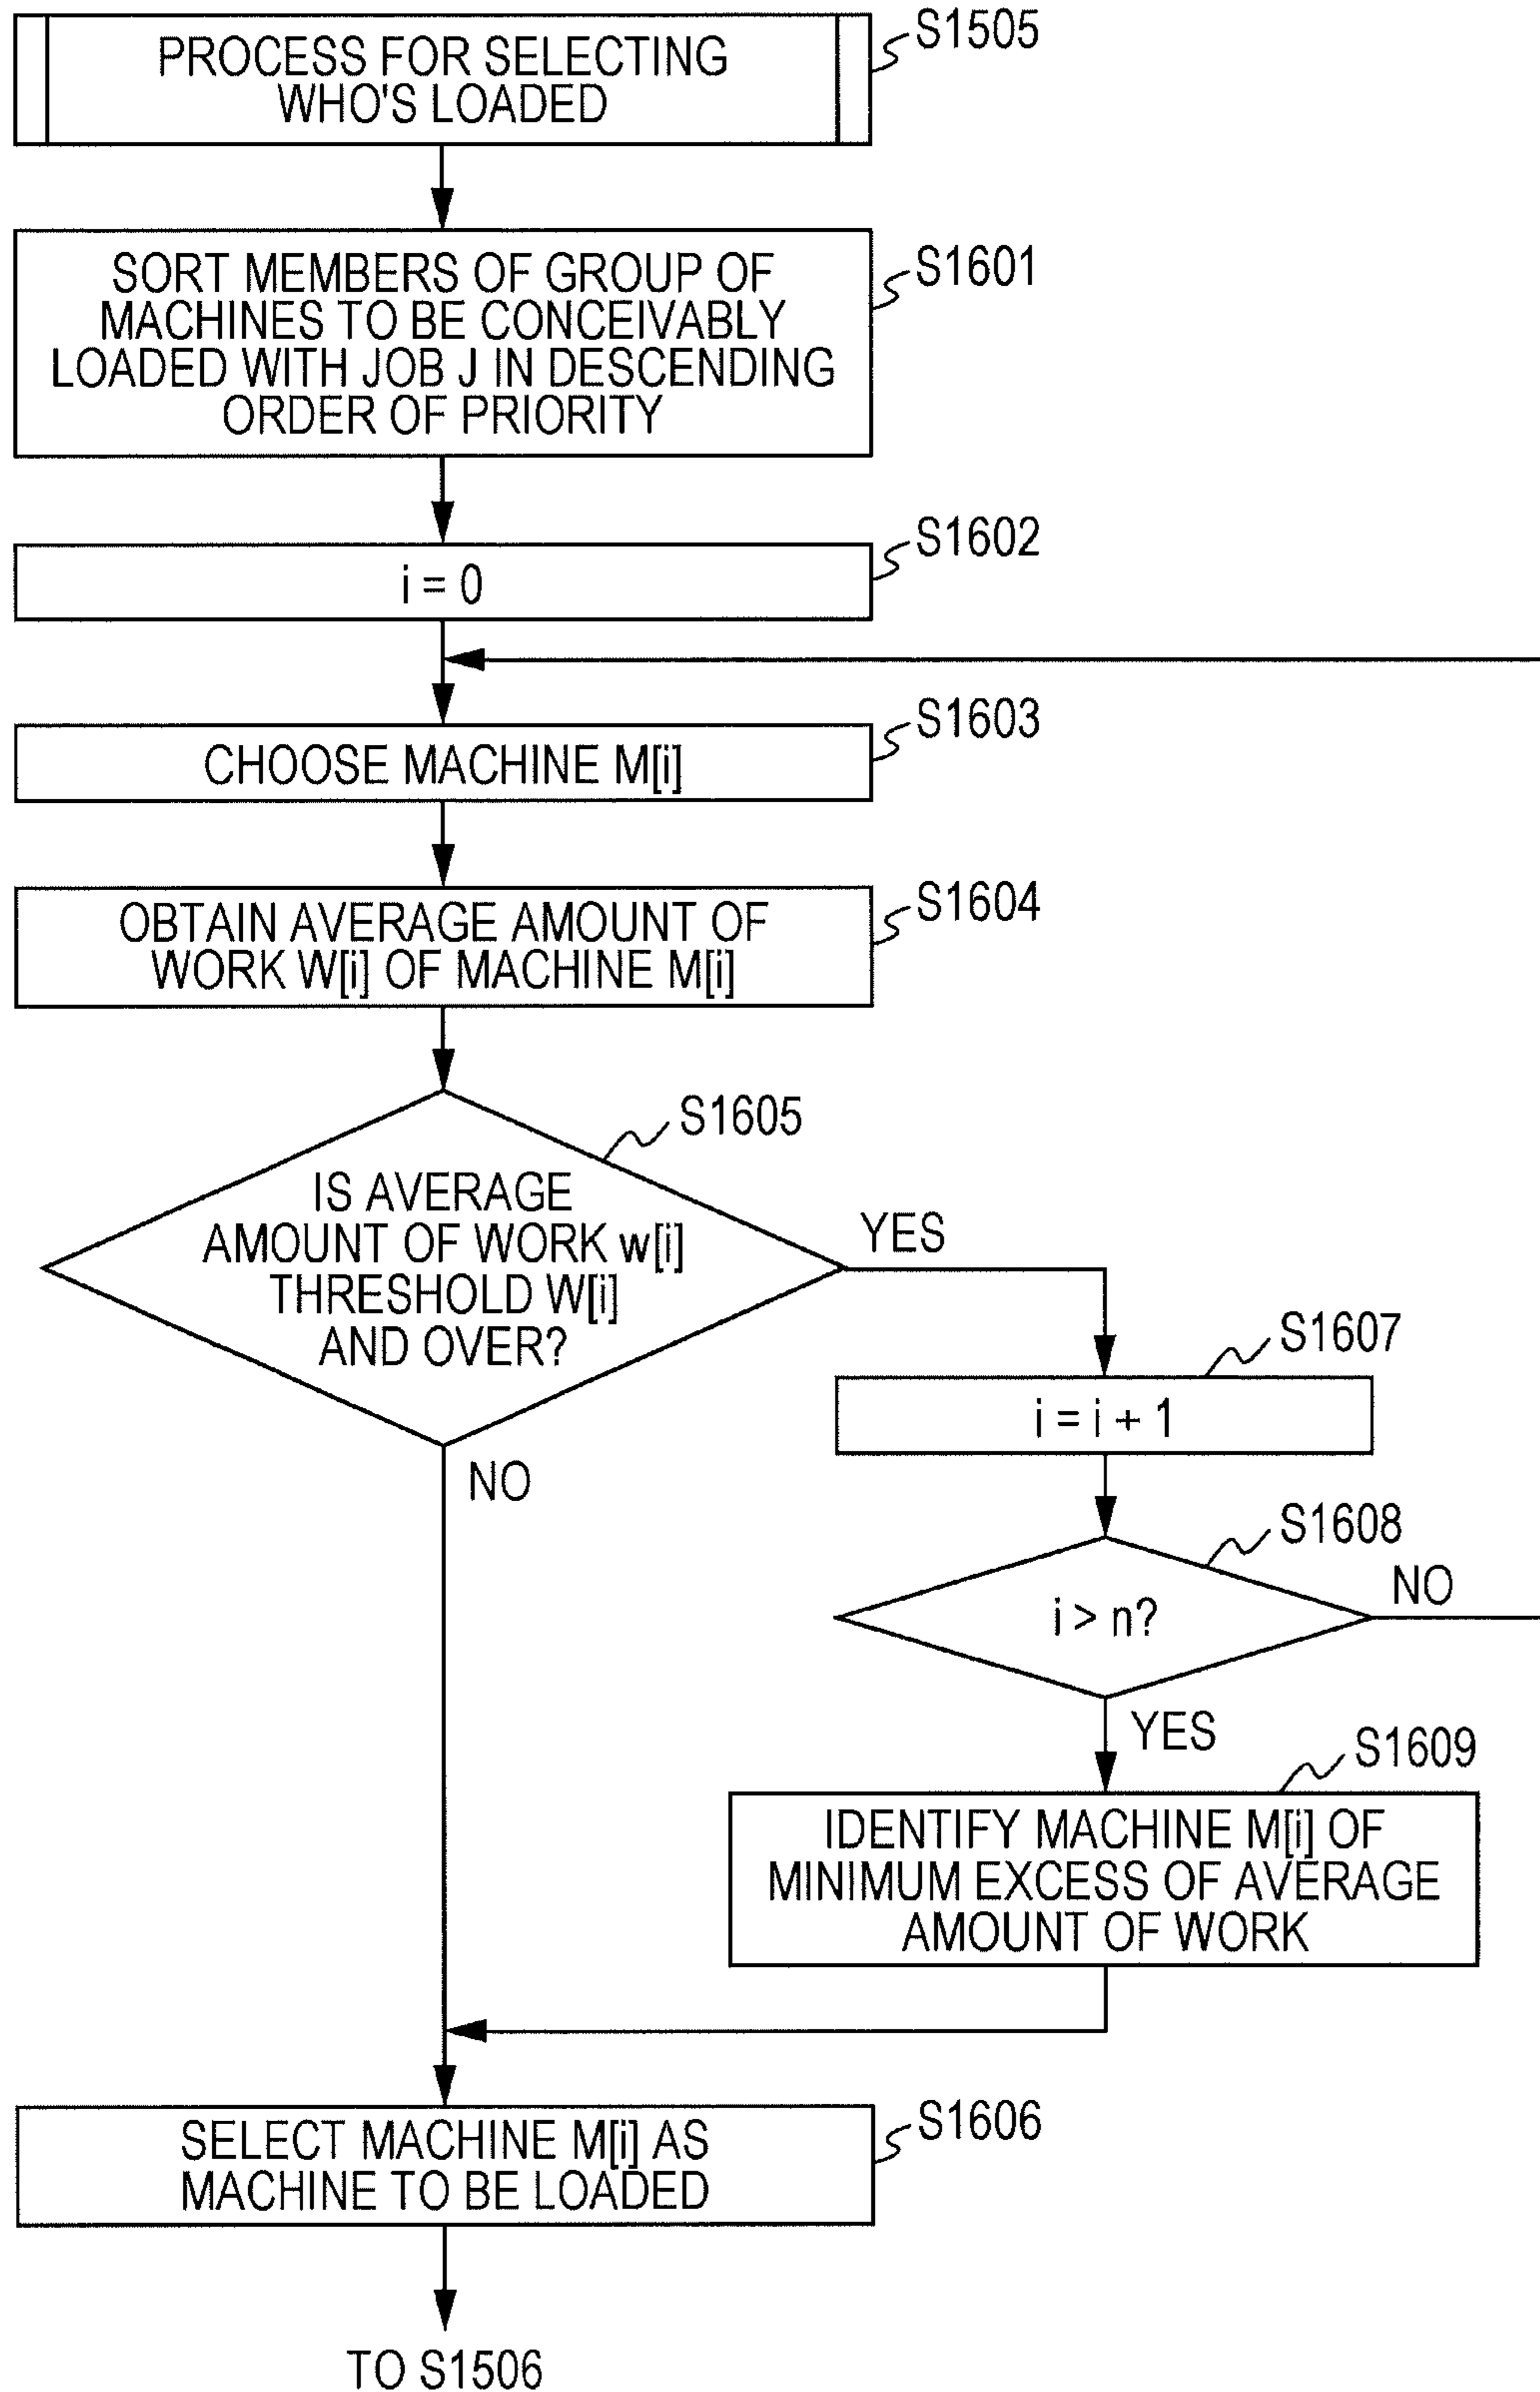 PROCESS FOR SELECTING
WHO'S LOADED
S1505
SORT MEMBERS OF GROUP OF
MACHINES TO BE CONCEIVABLY
LOADED WITH JOB J IN DESCENDING
ORDER OF PRIORITY
S1601
i = 0
S1602
CHOOSE MACHINE M[i]
S1603
OBTAIN AVERAGE AMOUNT OF
WORK W[i] OF MACHINE M[i]
S1604
IS AVERAGE
AMOUNT OF WORK w[i]
THRESHOLD W[i]
AND OVER?
S1605
YES
NO
i = i + 1
S1607
i > n?
S1608
NO
YES
IDENTIFY MACHINE M[i] OF
MINIMUM EXCESS OF AVERAGE
AMOUNT OF WORK
S1609
SELECT MACHINE M[i] AS
MACHINE TO BE LOADED
S1606
TO S1506